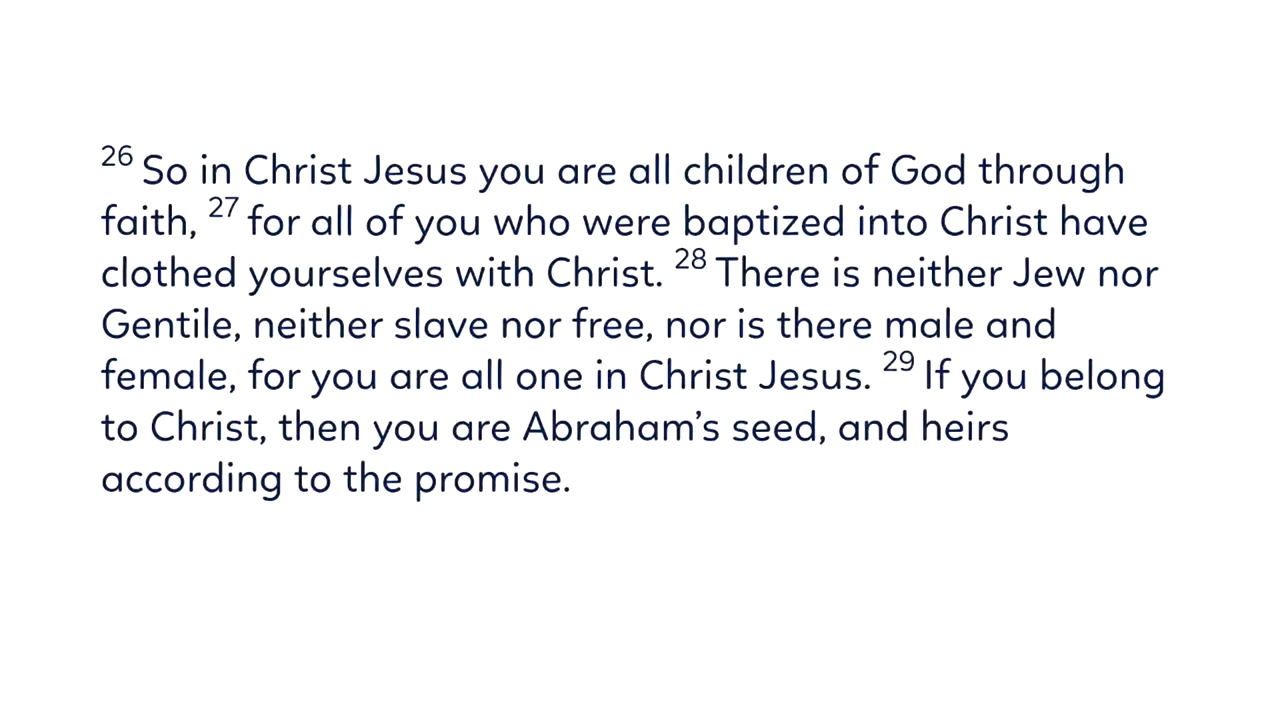 26 So in Christ Jesus you are all children of God through
faith, 27 for all of you who were baptized into Christ have
clothed yourselves with Christ. 28 There is neither Jew nor
Gentile, neither slave nor free, nor is there male and
female, for you are all one in Christ Jesus. 29 If you belong
to Christ, then you are Abraham’s seed, and heirs
according to the promise.